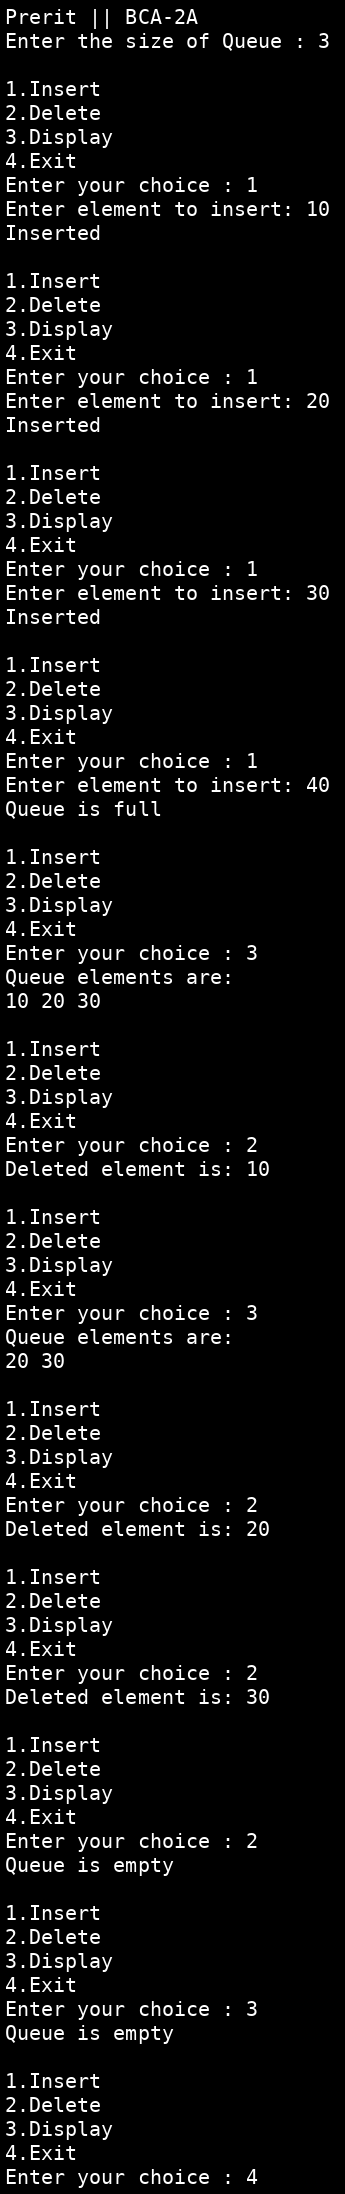 Prerit || BCA-2A
Enter the size of Queue : 3
1.Insert
2.Delete
3.Display
4.Exit
Enter your choice : 1
Enter element to insert: 10
Inserted
1.Insert
2.Delete
3.Display
4.Exit
Enter your choice : 1
Enter element to insert: 20
Inserted
1.Insert
2.Delete
3.Display
4.Exit
Enter your choice : 1
Enter element to insert: 30
Inserted
1.Insert
2.Delete
3.Display
4.Exit
Enter your choice : 1
Enter element to insert: 40
Queue is full
1.Insert
2.Delete
3.Display
4.Exit
Enter your choice : 3
Queue elements are:
10 20 30
1.Insert
2.Delete
3.Display
4.Exit
Enter your choice : 2
Deleted element is: 10
1.Insert
2.Delete
3.Display
4.Exit
Enter your choice : 3
Queue elements are:
20 30
1.Insert
2.Delete
3.Display
4.Exit
Enter your choice : 2
Deleted element is: 20
1.Insert
2.Delete
3.Display
4.Exit
Enter your choice : 2
Deleted element is: 30
1.Insert
2.Delete
3.Display
4.Exit
Enter your choice : 2
Queue is empty
1.Insert
2.Delete
3.Display
4.Exit
Enter your choice : 3
Queue is empty
1.Insert
2.Delete
3.Display
4.Exit
Enter your choice : 4